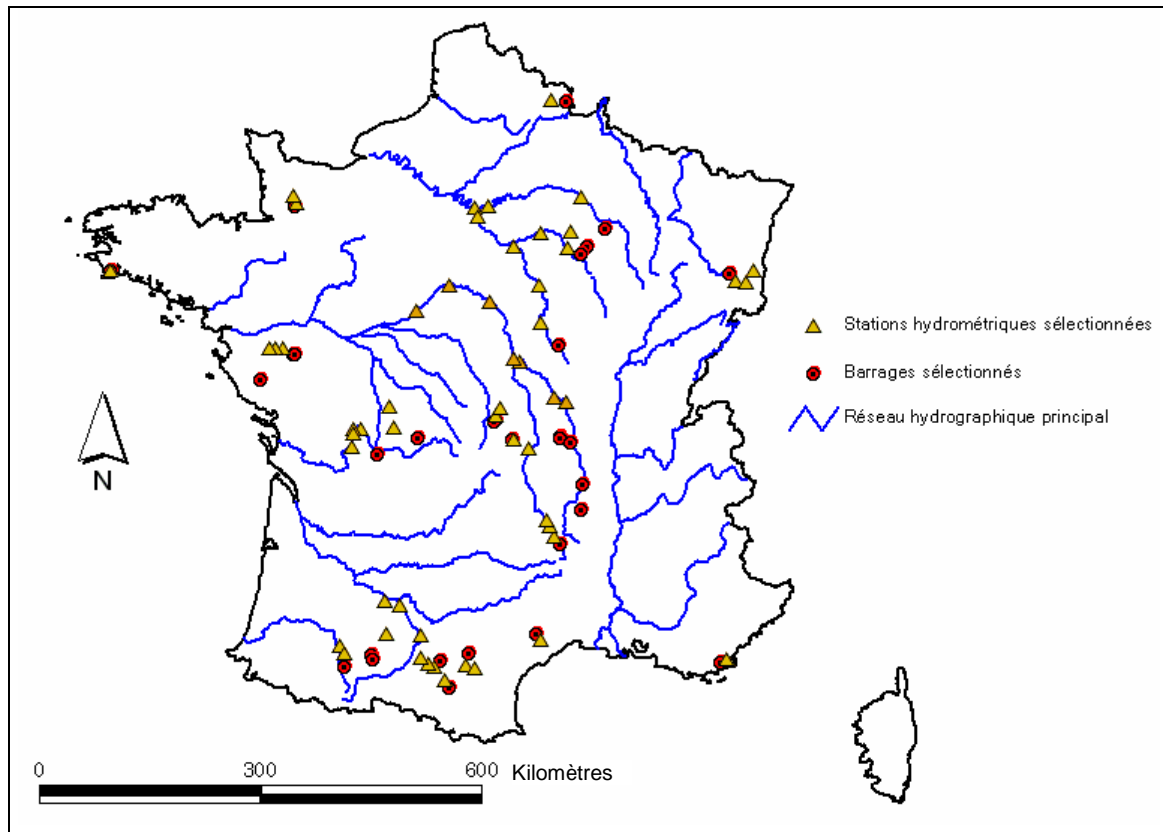 Stations hydrométriques sélectionnées
Barrages sélectionnés
Réseau hydrographique principal
N
0 300 600 Kilomètres